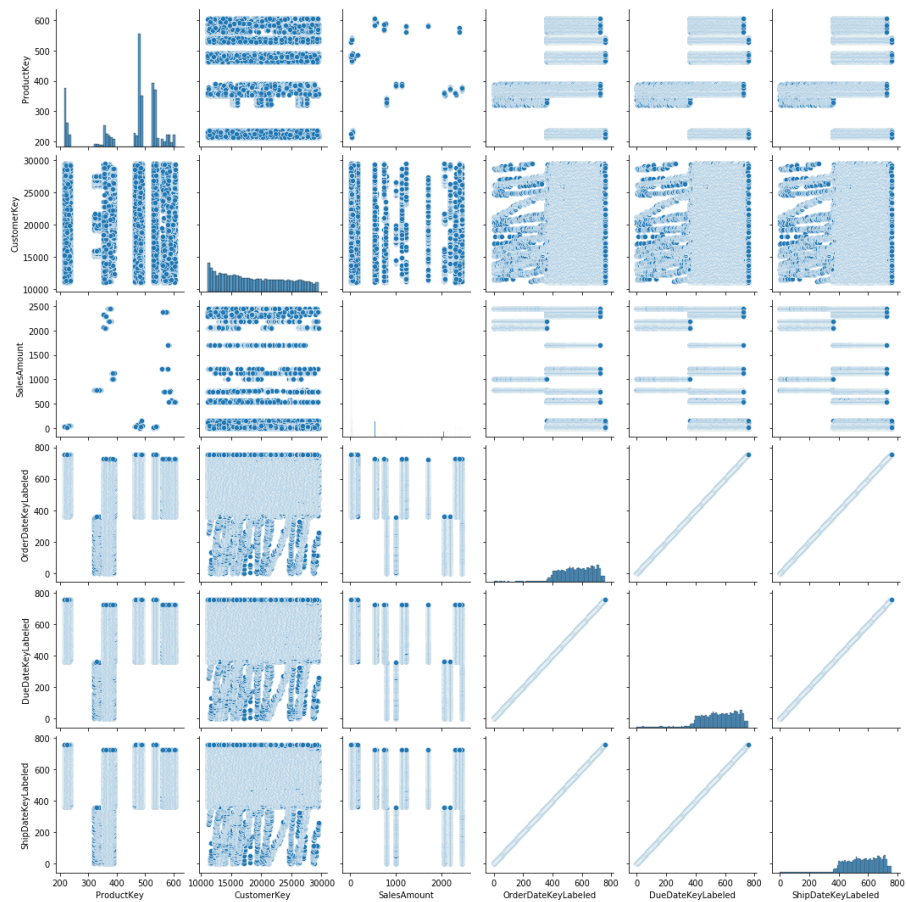 600
500
400
300
200
ProductKey
30000
25000
20000
15000
10000
CustomerKey
2500
2000
1500
1000
500
0
SalesAmount
800
600
400
200
0
OrderDateKeyLabeled
800
600
400
200
0
DueDateKeyLabeled
800
600
400
200
0
ShipDateKeyLabeled
200 300 400 500 600
10000 15000 20000 25000 30000
0 1000 2000
0 200 400 600 800
0 200 400 600 800
0 200 400 600 800
ProductKey
CustomerKey
SalesAmount
OrderDateKeyLabeled
DueDateKeyLabeled
ShipDateKeyLabeled